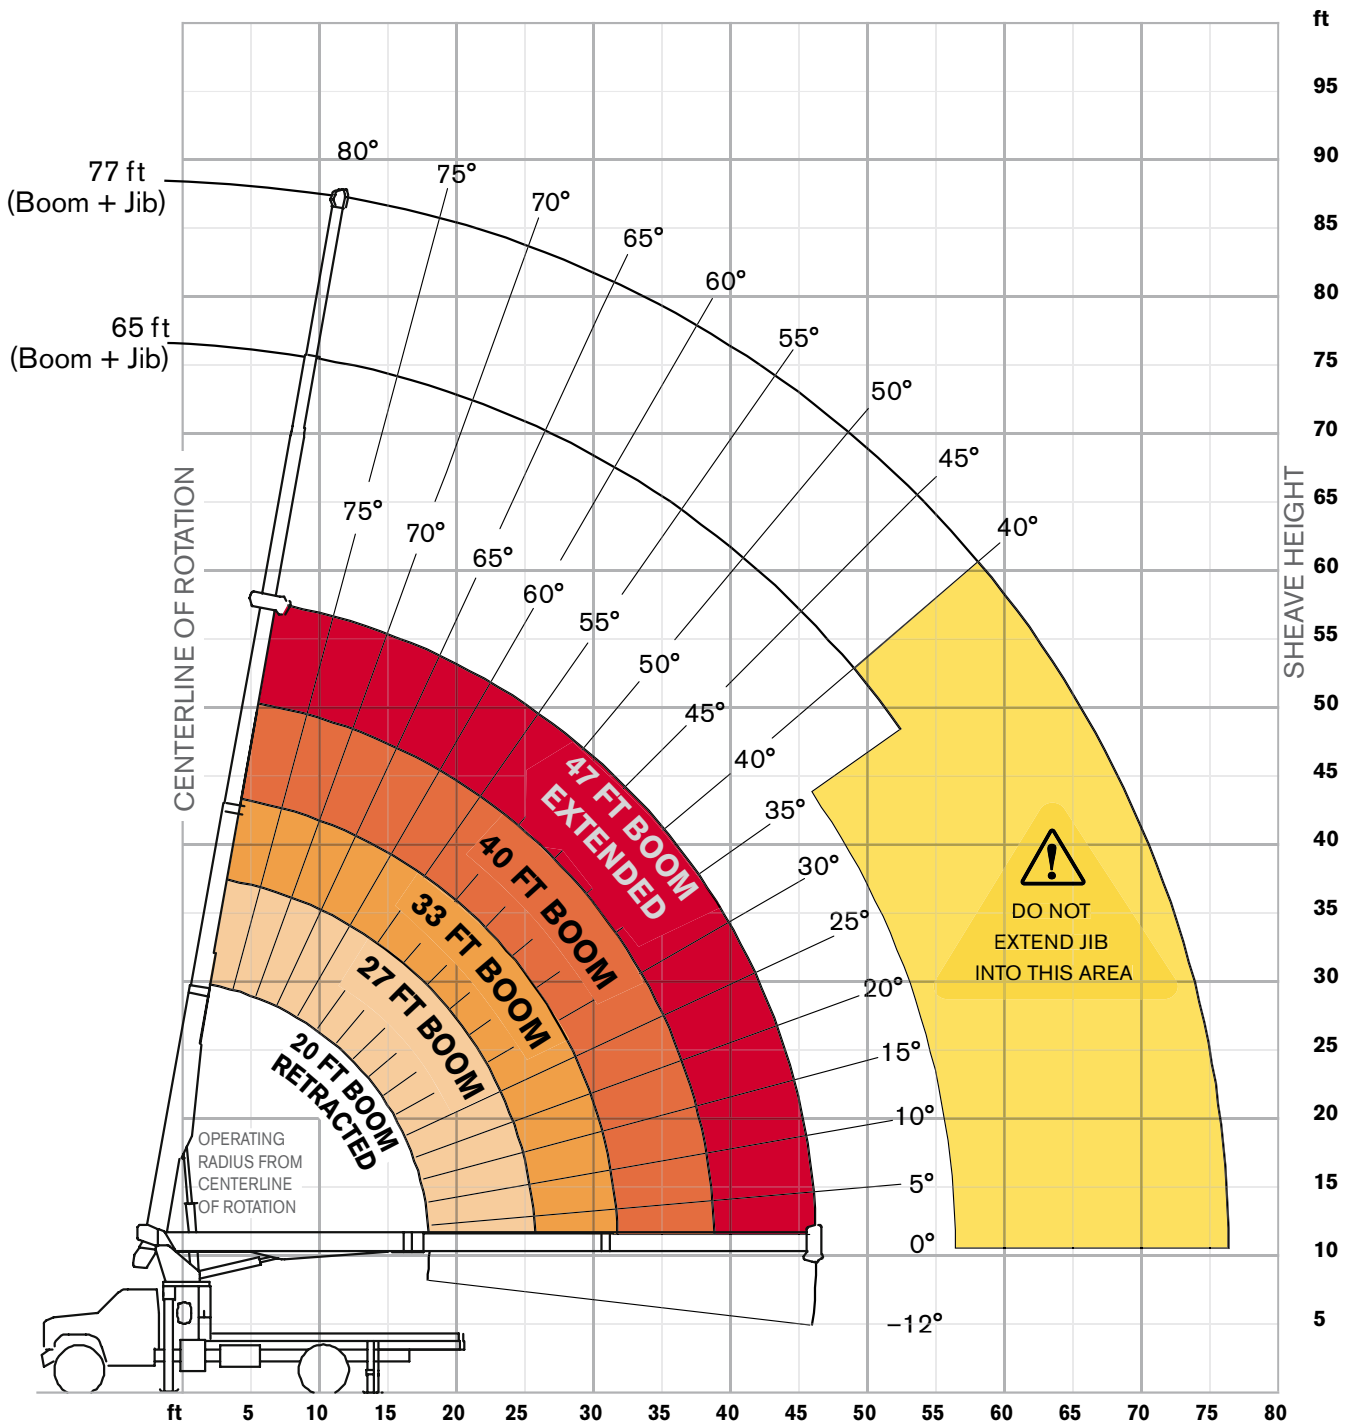 ft
95
90
85
80
75
70
65
60
55
50
45
40
35
30
25
20
15
10
5
SHEAVE HEIGHT
77 ft
(Boom + Jib)
65 ft
(Boom + Jib)
80°
75°
70°
65°
60°
55°
50°
45°
40°
75°
70°
65°
60°
55°
50°
45°
40°
35°
30°
25°
20°
15°
10°
5°
0°
−12°
CENTERLINE OF ROTATION
47 FT BOOM
EXTENDED
40 FT BOOM
33 FT BOOM
27 FT BOOM
20 FT BOOM
RETRACTED
OPERATING
RADIUS FROM
CENTERLINE
OF ROTATION
!
DO NOT
EXTEND JIB
INTO THIS AREA
ft 5 10 15 20 25 30 35 40 45 50 55 60 65 70 75 80